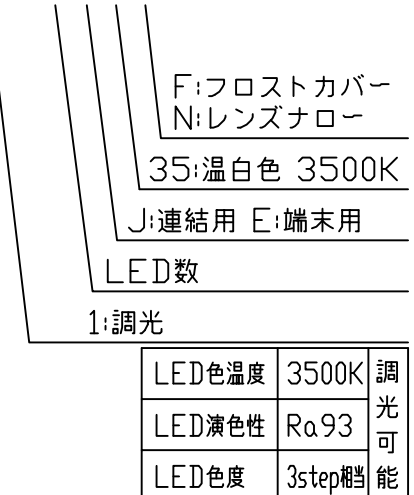 F:フロストカバー
N:レンズナロー
35:温白色 3500K
J:連結用 E:端末用
LED数
1:調光
LED色温度 3500K 調光可能
LED演色性 Ra93
LED色度 3step相当